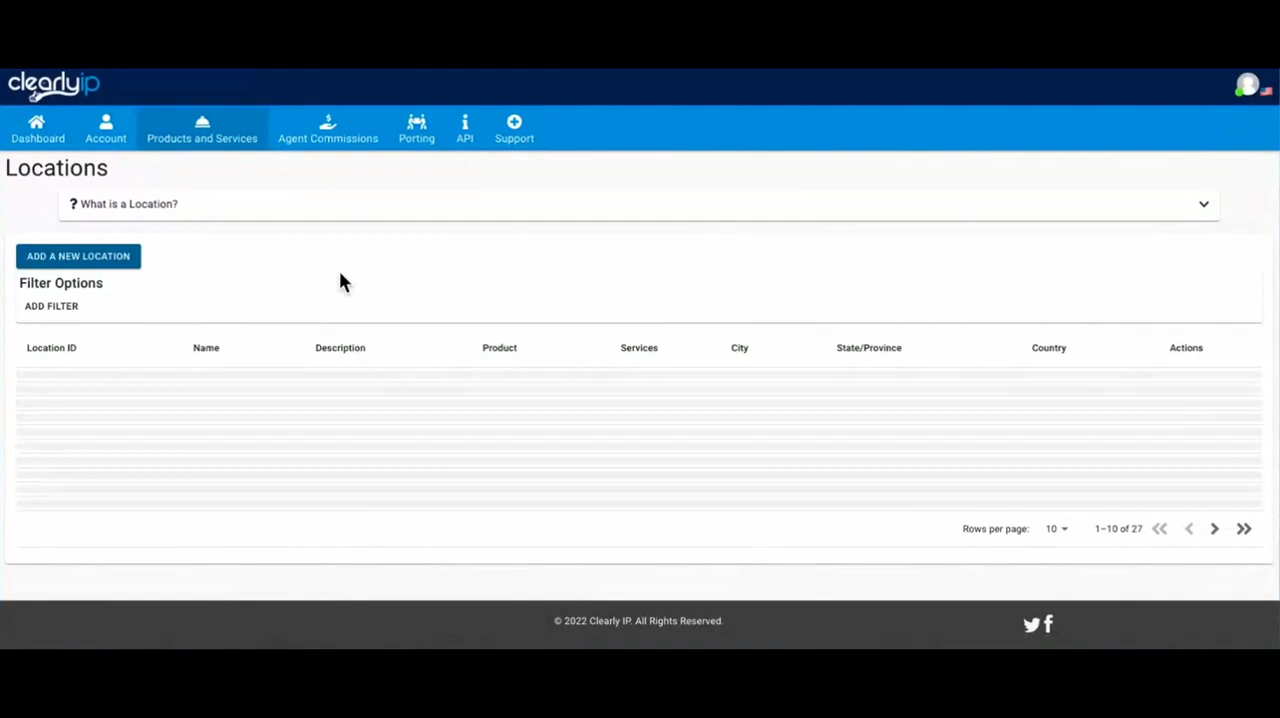 clearlyip
Dashboard Account Products and Services Agent Commissions Porting API Support
Locations
? What is a Location?
ADD A NEW LOCATION
Filter Options
ADD FILTER
Location ID Name Description Product Services City State/Province Country Actions
Rows per page: 10 1–10 of 27
© 2022 Clearly IP. All Rights Reserved.